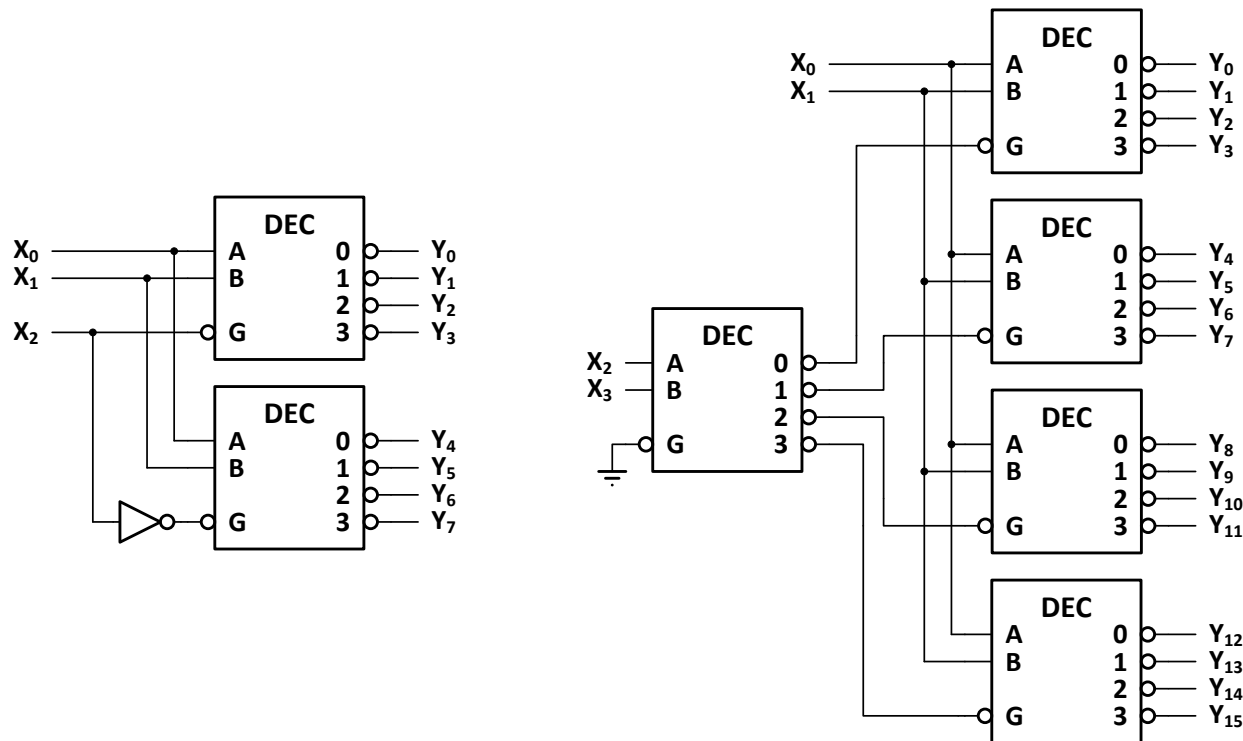 DEC
X₀ A 0 Y₀
X₁ B 1 Y₁
2 Y₂
X₂ G 3 Y₃
DEC
A 0 Y₄
B 1 Y₅
2 Y₆
G 3 Y₇
DEC
X₀ A 0 Y₀
X₁ B 1 Y₁
2 Y₂
G 3 Y₃
DEC
A 0 Y₄
B 1 Y₅
2 Y₆
G 3 Y₇
DEC
X₂ A 0
X₃ B 1
2
G 3
DEC
A 0 Y₈
B 1 Y₉
2 Y₁₀
G 3 Y₁₁
DEC
A 0 Y₁₂
B 1 Y₁₃
2 Y₁₄
G 3 Y₁₅